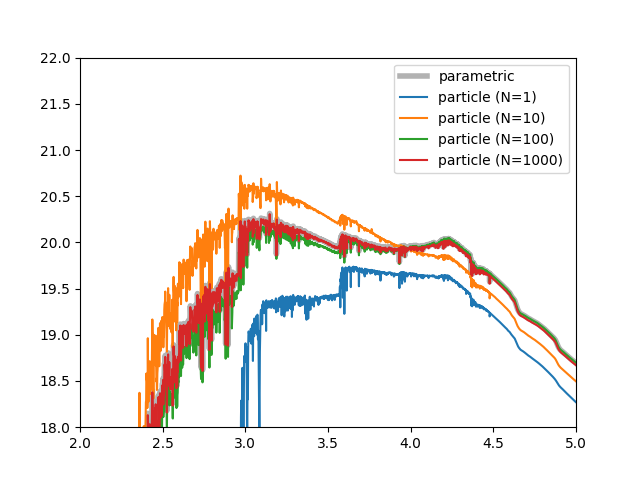 22.0
21.5
21.0
20.5
20.0
19.5
19.0
18.5
18.0
2.0 2.5 3.0 3.5 4.0 4.5 5.0
parametric
particle (N=1)
particle (N=10)
particle (N=100)
particle (N=1000)